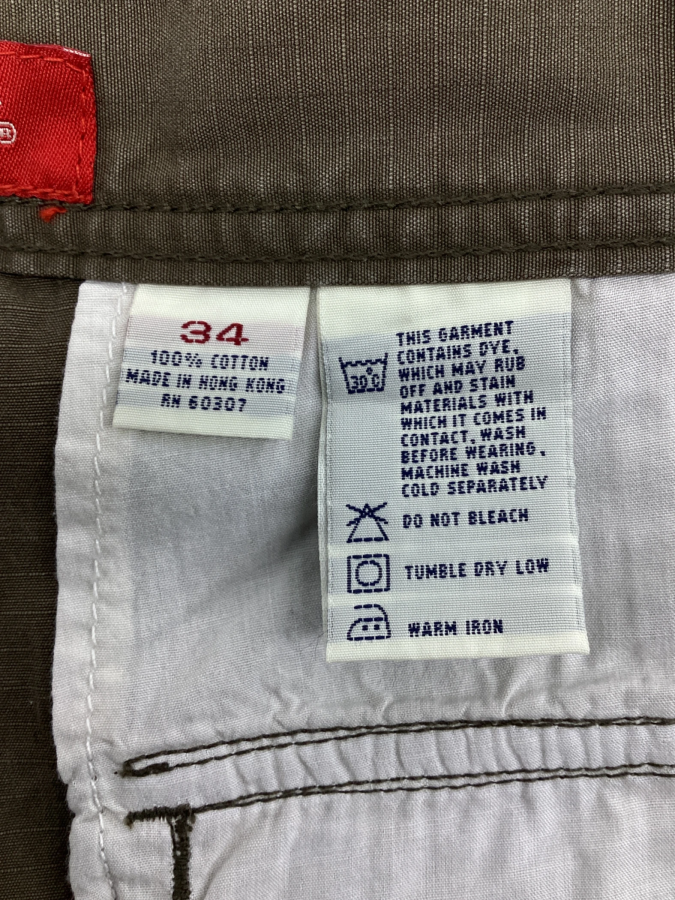 ®
34
100% COTTON
MADE IN HONG KONG
RN 60307
30C
THIS GARMENT
CONTAINS DYE,
WHICH MAY RUB
OFF AND STAIN
MATERIALS WITH
WHICH IT COMES IN
CONTACT, WASH
BEFORE WEARING.
MACHINE WASH
COLD SEPARATELY
DO NOT BLEACH
TUMBLE DRY LOW
WARM IRON